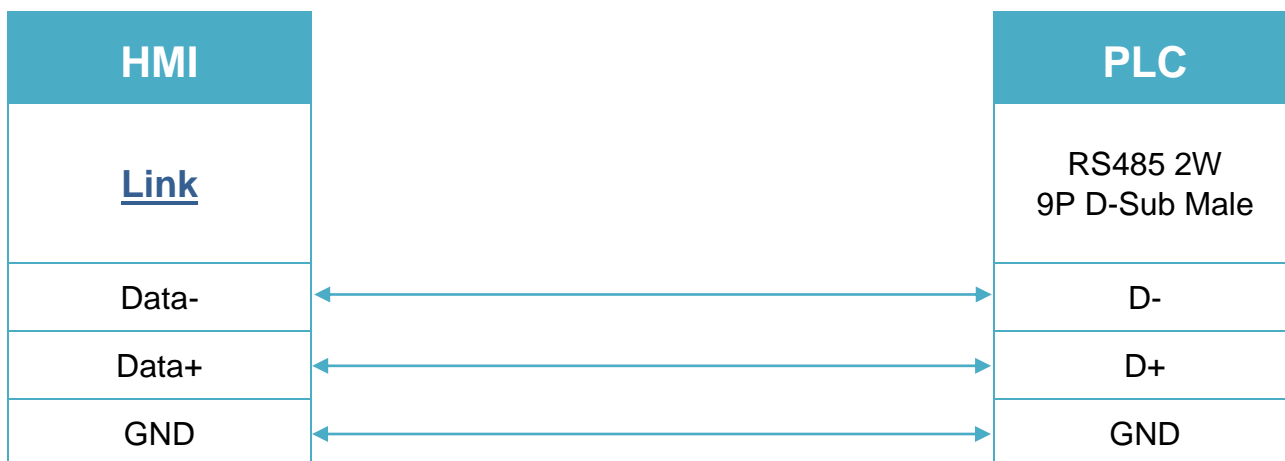 HMI
PLC
Link
RS485 2W
9P D-Sub Male
Data-
D-
Data+
D+
GND
GND